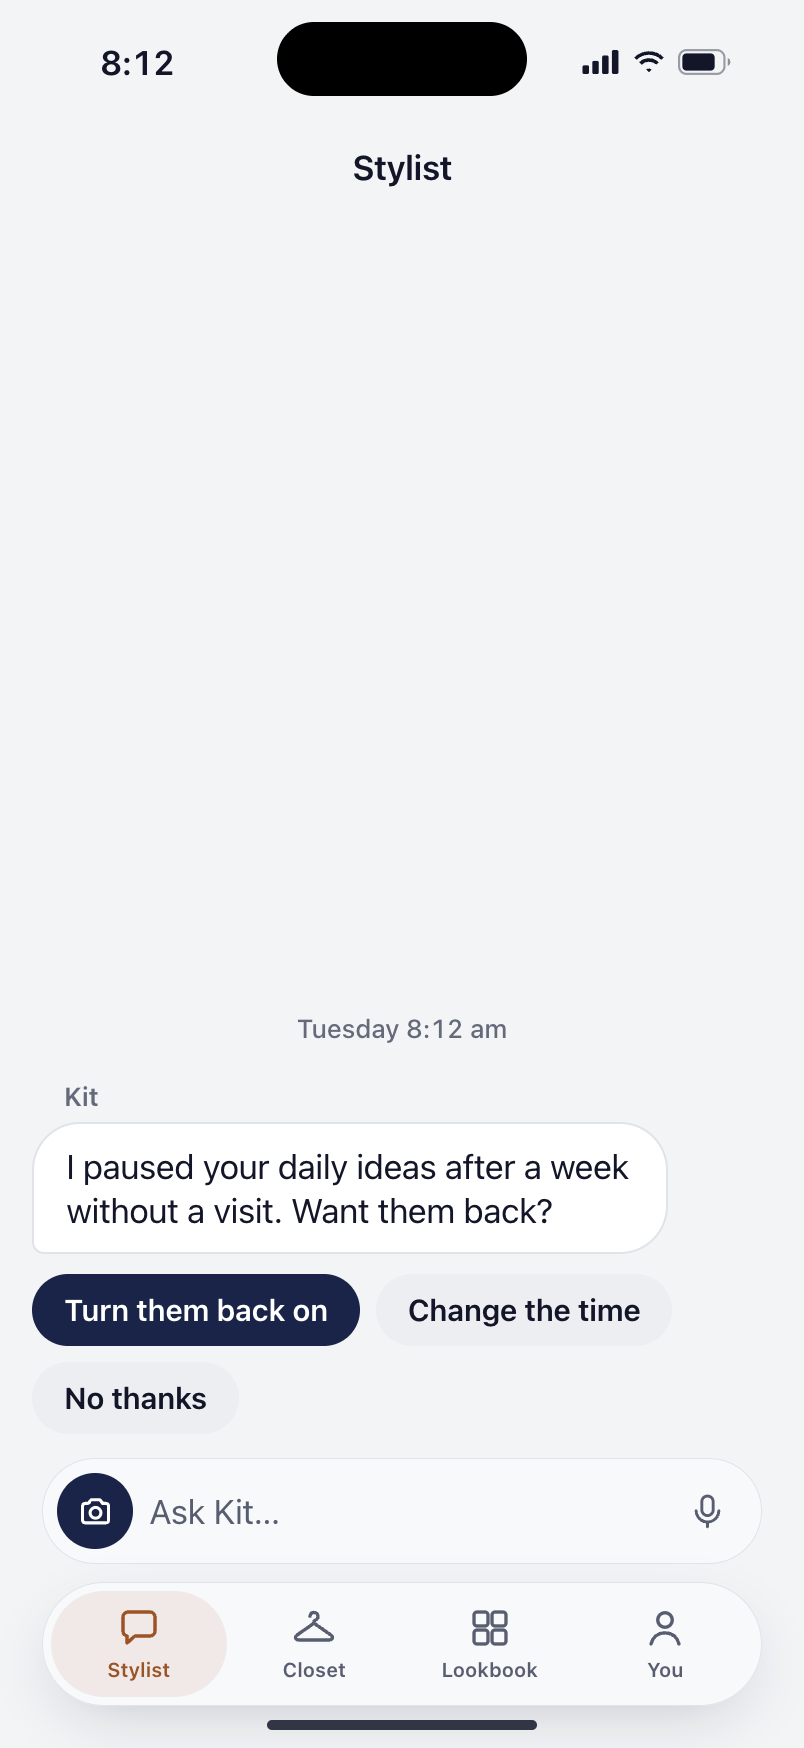 8:12
Stylist
Tuesday 8:12 am
Kit
I paused your daily ideas after a week
without a visit. Want them back?
Turn them back on
Change the time
No thanks
Ask Kit...
Stylist
Closet
Lookbook
You